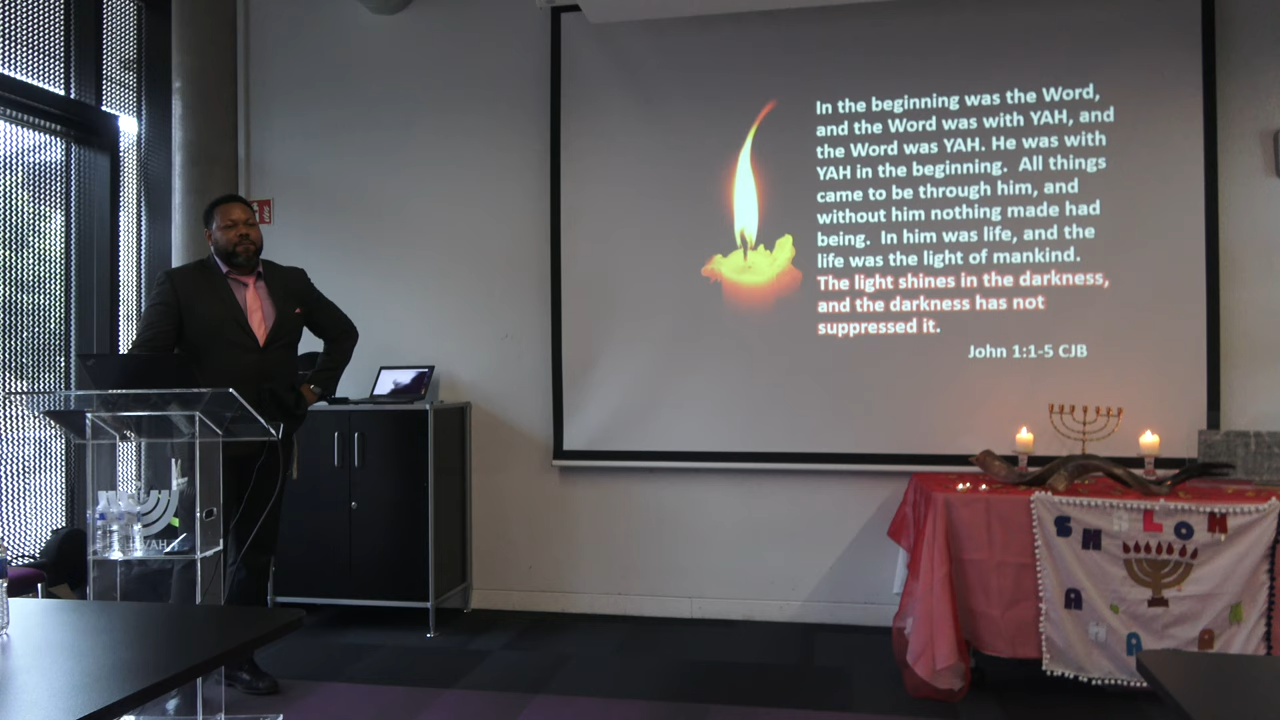 In the beginning was the Word,
and the Word was with YAH, and
the Word was YAH. He was with
YAH in the beginning.  All things
came to be through him, and
without him nothing made had
being.  In him was life, and the
life was the light of mankind.
The light shines in the darkness,
and the darkness has not
suppressed it.
John 1:1-5 CJB
SHALOM